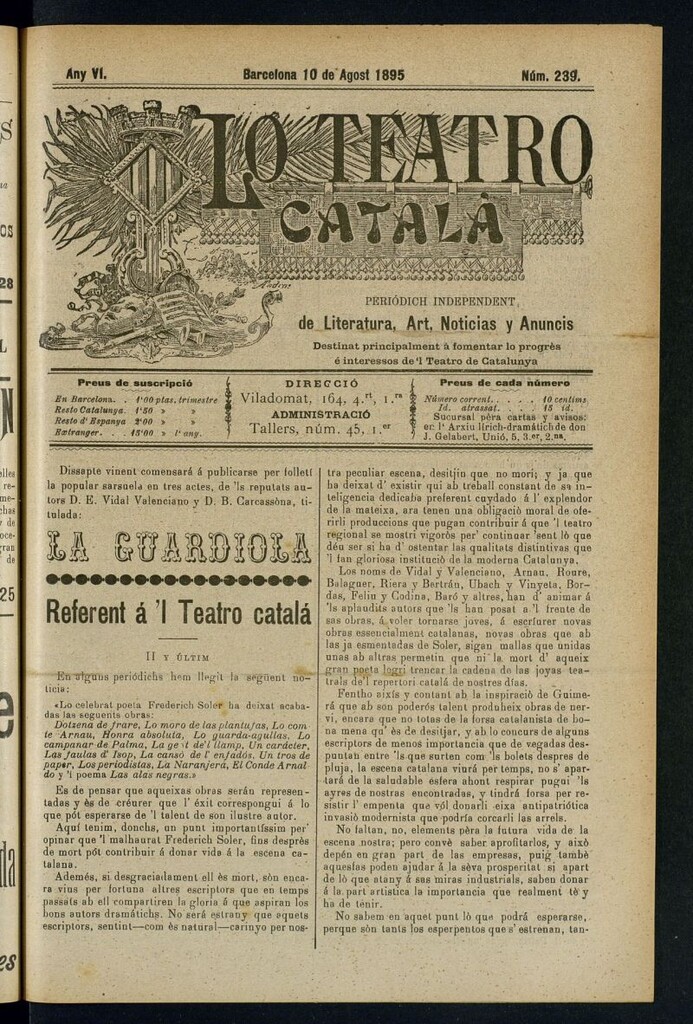 Any VI.
Barcelona 10 de Agost 1895
Núm. 239.
LO TEATRO
CATALÀ
PERIÓDICH INDEPENDENT,
de Literatura, Art, Noticias y Anuncis
Destinat principalment á fomentar lo progrés
é interessos de 'l Teatro de Catalunya
Preus de suscripció
En Barcelona. . 1'00 ptas. trimestre
Resto Catalunya. 1'50 » »
Resto d' Espanya 2'00 » »
Extranger. . . 15'00 » l' any.
DIRECCIÓ
Viladomat, 164, 4.rt, 1.ra
ADMINISTRACIÓ
Tallers, núm. 45, 1.er
Preus de cada número
Número corrent. . . . . 10 céntims
Id. atrassat. . . . . 15 id.
Sucursal péra cartas y avisos:
en l' Arxiu lírich-dramátich de don
J. Gelabert, Unió, 5, 3.er, 2.na
Dissapte vinent comensará á publicarse per folletí
la popular sarsuela en tres actes, de 'ls reputats au-
tors D. E. Vidal Valenciano y D. B. Carcassóna, ti-
tulada:
LA GUARDIOLA
Referent á 'l Teatro catalá
II Y ÚLTIM
En alguns periódichs hem llegit la següent no-
ticia:
«Lo celebrat poeta Frederich Soler ha deixat acaba-
das las seguents obras:
Dotsena de frare, Lo moro de las plantufas, Lo com
te Arnau, Honra absoluta, Lo guarda-agullas, Lo
campanar de Palma, La gent de'l llamp, Un carácter,
Las faulas d' Isop, La cansó de l' enfadós, Un tros de
paper, Los periodistas, La Naranjera, El Conde Arnal
do y 'l poema Las alas negras.»
Es de pensar que aqueixas obras serán represen-
tadas y és de créurer que l' éxit correspongui á lo
que pót esperarse de 'l talent de son ilustre autor.
Aquí tenim, donchs, un punt importantíssim per'
opinar que 'l malhaurat Frederich Soler, fins després
de mort pót contribuir á donar vida á la escena ca-
talana.
Además, si desgraciadament ell és mort, són enca-
ra vius per fortuna altres escriptors que en temps
passats ab ell compartiren la gloria á que aspiran los
bons autors dramátichs. No será estrany que aquets
escriptors, sentint—com és natural—carinyo per nos-
tra peculiar escena, desitjin que no mori; y ja que
ha deixat d' existir qui ab treball constant de sa in-
teligencia dedicaba preferent cuydado á l' explendor
de la mateixa, ara tenen una obligació moral de ofe-
rirli produccions que pugan contribuir á que 'l teatro
regional se mostri vigorós per' continuar 'sent lo que
déu ser si ha d' ostentar las qualitats distintivas que
'l fan gloriosa institució de la moderna Catalunya.
Los noms de Vidal y Valenciano, Arnau, Roure,
Balaguer, Riera y Bertrán, Ubach y Vinyeta, Bor-
das, Feliu y Codina, Baró y altres, han d' animar á
'ls aplaudits autors que 'ls han posat a 'l frente de
sas obras, á voler tornarse joves, á escriurer novas
obras essencialment catalanas, novas obras que ab
las ja esmentadas de Soler, sigan mallas que unidas
unas ab altras permetin que ni la mort d' aqueix
gran poeta logri trencar la cadena de las joyas tea-
trals de l' repertori catalá de nostres días.
Fentho aixís y contant ab la inspiració de Guime-
rá que ab son poderós talent produheix obras de ner-
vi, encara que no totas de la forsa catalanista de bo-
na mena qu' és de desitjar, y ab lo concurs de alguns
escriptors de menos importancia que de vegadas des-
puntan entre 'ls que surten com 'ls bolets despres de
pluja, la escena catalana viurá per temps, no s' apar-
tará de la saludable esfera ahont respirar pugui 'ls
ayres de nostras encontradas, y tindrá forsa per re-
sistir l' empenta que vól donarli eixa antipatriótica
invasió modernista que podría corcarli las arrels.
No faltan, no, elements péra la futura vida de la
escena nostra; pero convé saber aprofitarlos, y aixó
depén en gran part de las empresas, puig també
aquestas poden ajudar á la séva prosperitat si apart
de lo que atany á sas miras industrials, saben donar
á la part artística la importancia que realment té y
ha de tenir.
No sabem en aquet punt ló que podrá esperarse,
perque són tants los esperpentos que s' estrenan, tan-